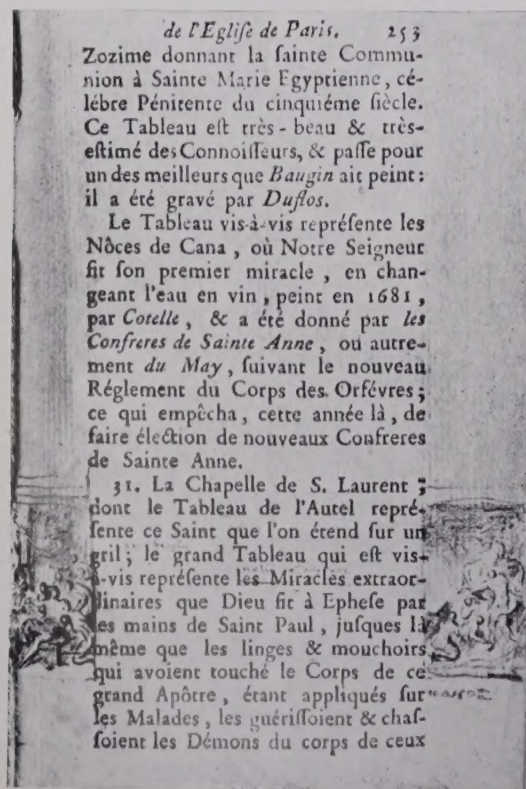 de l'Egliſe de Paris. 253
Zozime donnant la ſainte Commu-
nion à Sainte Marie Egyptienne, cé-
lébre Pénitente du cinquiéme ſiècle.
Ce Tableau eſt très-beau & très-
eſtimé des Connoiſſeurs, & paſſe pour
un des meilleurs que Baugin ait peint:
il a été gravé par Duflos.
Le Tableau vis-à-vis repréſente les
Nôces de Cana, où Notre Seigneur
fit ſon premier miracle, en chan-
geant l'eau en vin, peint en 1681,
par Cotelle, & a été donné par les
Confreres de Sainte Anne, ou autre-
ment du May, ſuivant le nouveau
Réglement du Corps des Orfévres;
ce qui empêcha, cette année là, de
faire élection de nouveaux Confreres
de Sainte Anne.
31. La Chapelle de S. Laurent;
dont le Tableau de l'Autel repré-
ſente ce Saint que l'on étend ſur un
gril; le grand Tableau qui eſt vis-
à-vis repréſente les Miracles extraor-
dinaires que Dieu fit à Epheſe par
les mains de Saint Paul, juſques là
même que les linges & mouchoirs
qui avoient touché le Corps de ce
grand Apôtre, étant appliqués ſur
les Malades, les guériſſoient & chaſ-
ſoient les Démons du corps de ceux